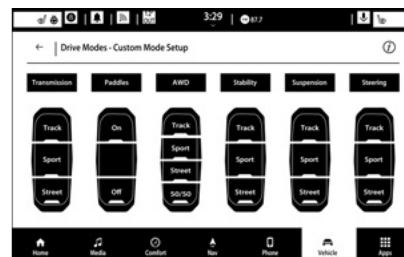 3:29
87.7
← Drive Modes - Custom Mode Setup
Transmission Paddles AWD Stability Suspension Steering
Track On Track Track Track Track
Sport Sport Sport Sport Sport
Street
Street Off 50/50 Street Street Street
Home Media Comfort Nav Phone Vehicle Apps